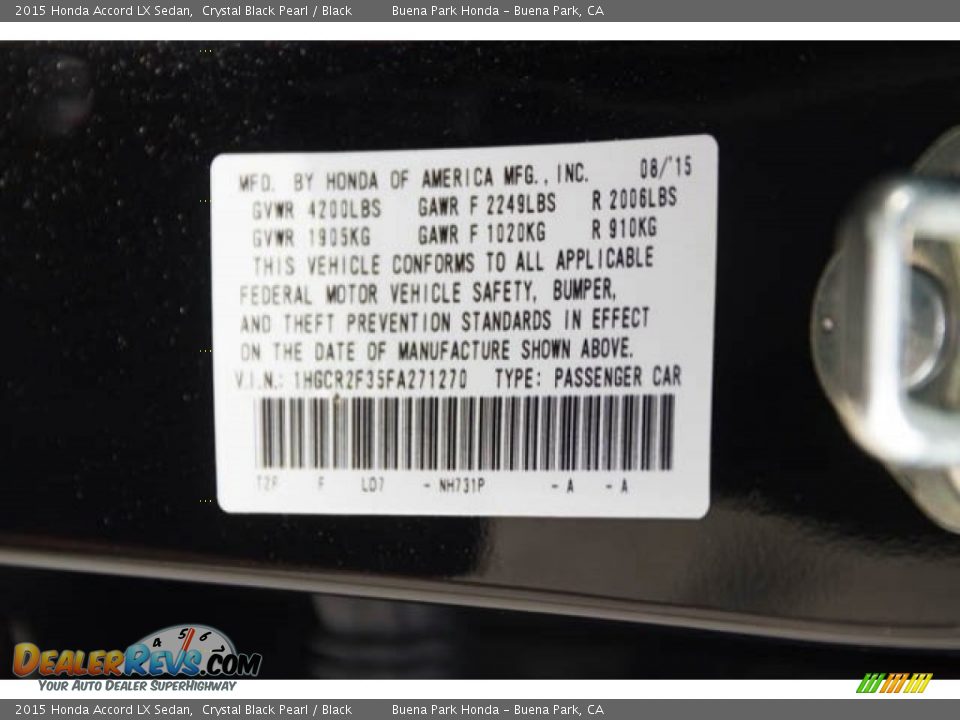 2015 Honda Accord LX Sedan, Crystal Black Pearl / Black Buena Park Honda – Buena Park, CA
MFD. BY HONDA OF AMERICA MFG., INC. 08/'15
GVWR 4200LBS GAWR F 2249LBS R 2006LBS
GVWR 1905KG GAWR F 1020KG R 910KG
THIS VEHICLE CONFORMS TO ALL APPLICABLE
FEDERAL MOTOR VEHICLE SAFETY, BUMPER,
AND THEFT PREVENTION STANDARDS IN EFFECT
ON THE DATE OF MANUFACTURE SHOWN ABOVE.
V.I.N.: 1HGCR2F35FA271270 TYPE: PASSENGER CAR
F L07 - NH731P - A - A
4 5 6
DEALERREVS.COM
YOUR AUTO DEALER SUPERHIGHWAY
2015 Honda Accord LX Sedan, Crystal Black Pearl / Black Buena Park Honda – Buena Park, CA